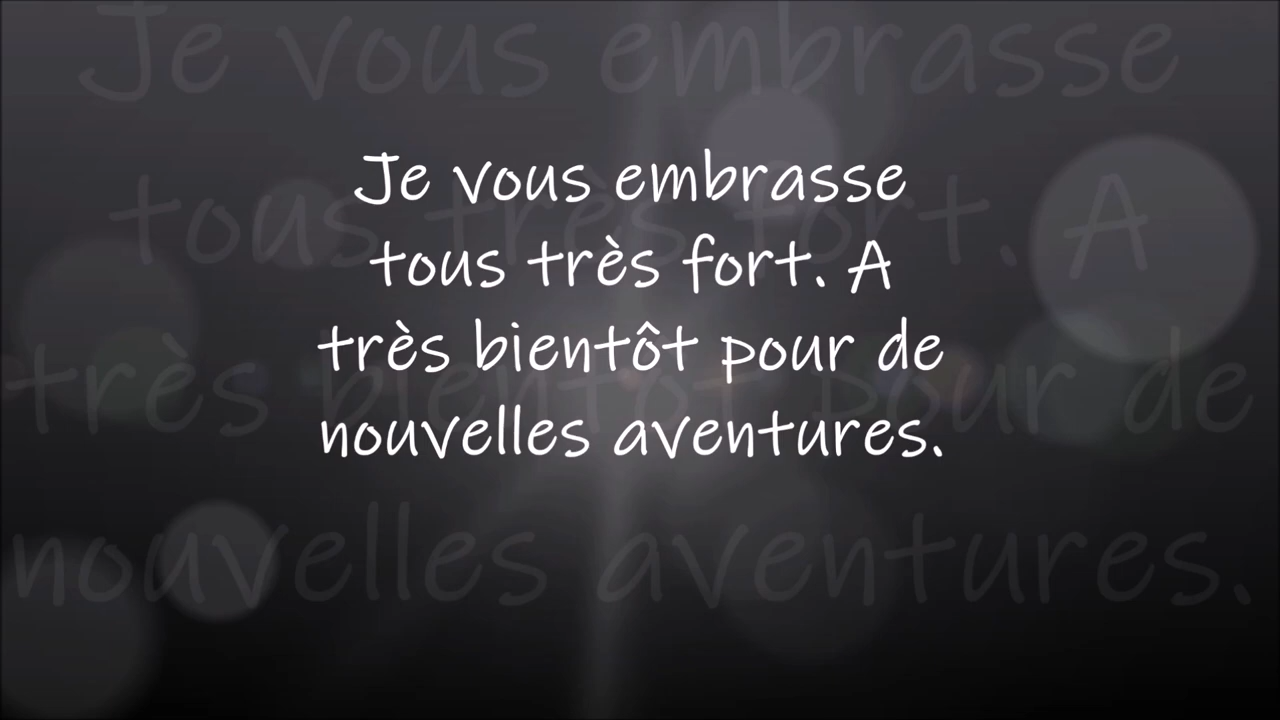 Je vous embrasse
tous très fort. A
très bientôt pour de
nouvelles aventures.